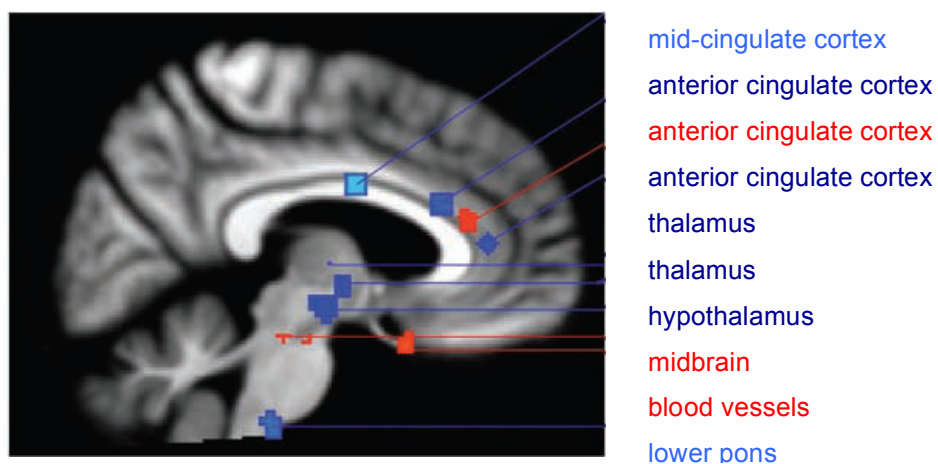 mid-cingulate cortex
anterior cingulate cortex
anterior cingulate cortex
anterior cingulate cortex
thalamus
thalamus
hypothalamus
midbrain
blood vessels
lower pons